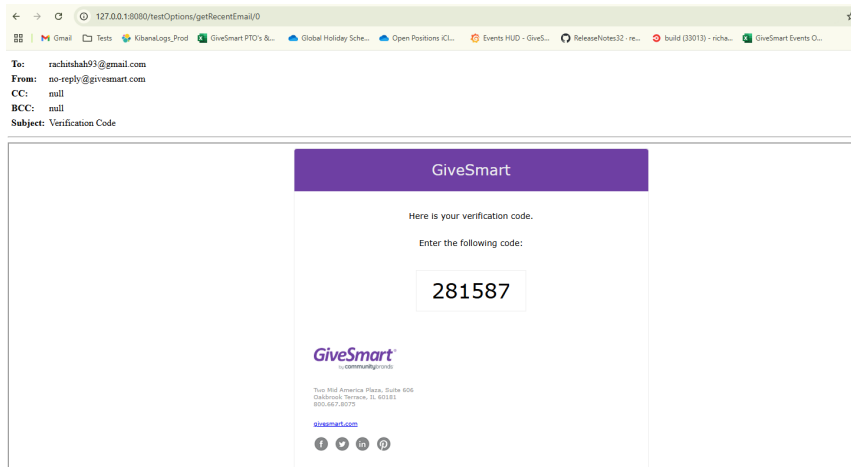 127.0.0.1:8080/testOptions/getRecentEmail/0
Gmail Tests KibanaLogs_Prod GiveSmart PTO's &... Global Holiday Sche... Open Positions iCI... Events HUD - GiveS... ReleaseNotes32 - re... build (33013) - richa... GiveSmart Events O...
To: rachitshah93@gmail.com
From: no-reply@givesmart.com
CC: null
BCC: null
Subject: Verification Code
GiveSmart
Here is your verification code.
Enter the following code:
281587
GiveSmart
by communitybrands
Two Mid America Plaza, Suite 606
Oakbrook Terrace, IL 60181
800.667.8075
givesmart.com